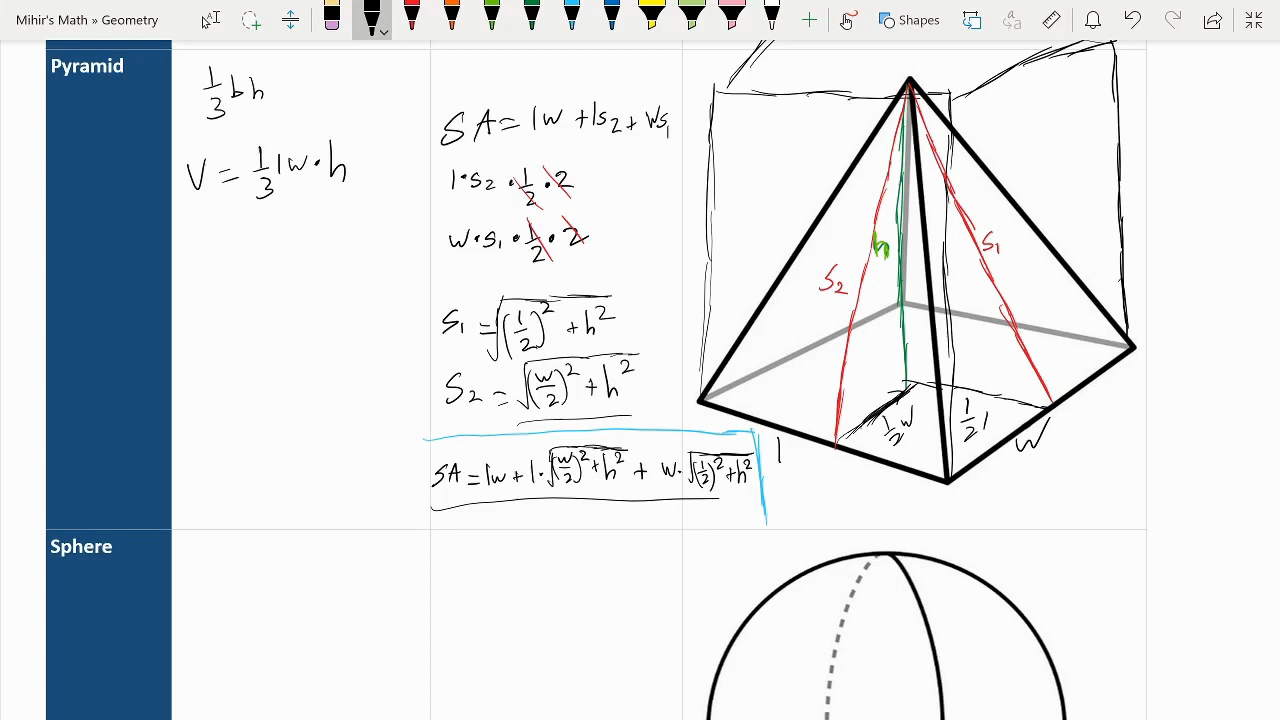 Mihir's Math » Geometry
Shapes
Pyramid
1/3 bh
V = 1/3 lw · h
SA = lw + ls₂ + ws₁
l · s₂ · 1/2 · 2
w · s₁ · 1/2 · 2
S₁ = √((l/2)² + h²)
S₂ = √((w/2)² + h²)
SA = lw + l · √((w/2)² + h²) + w · √((l/2)² + h²)
h
S₂
S₁
1/2 w
1/2 l
l
w
Sphere